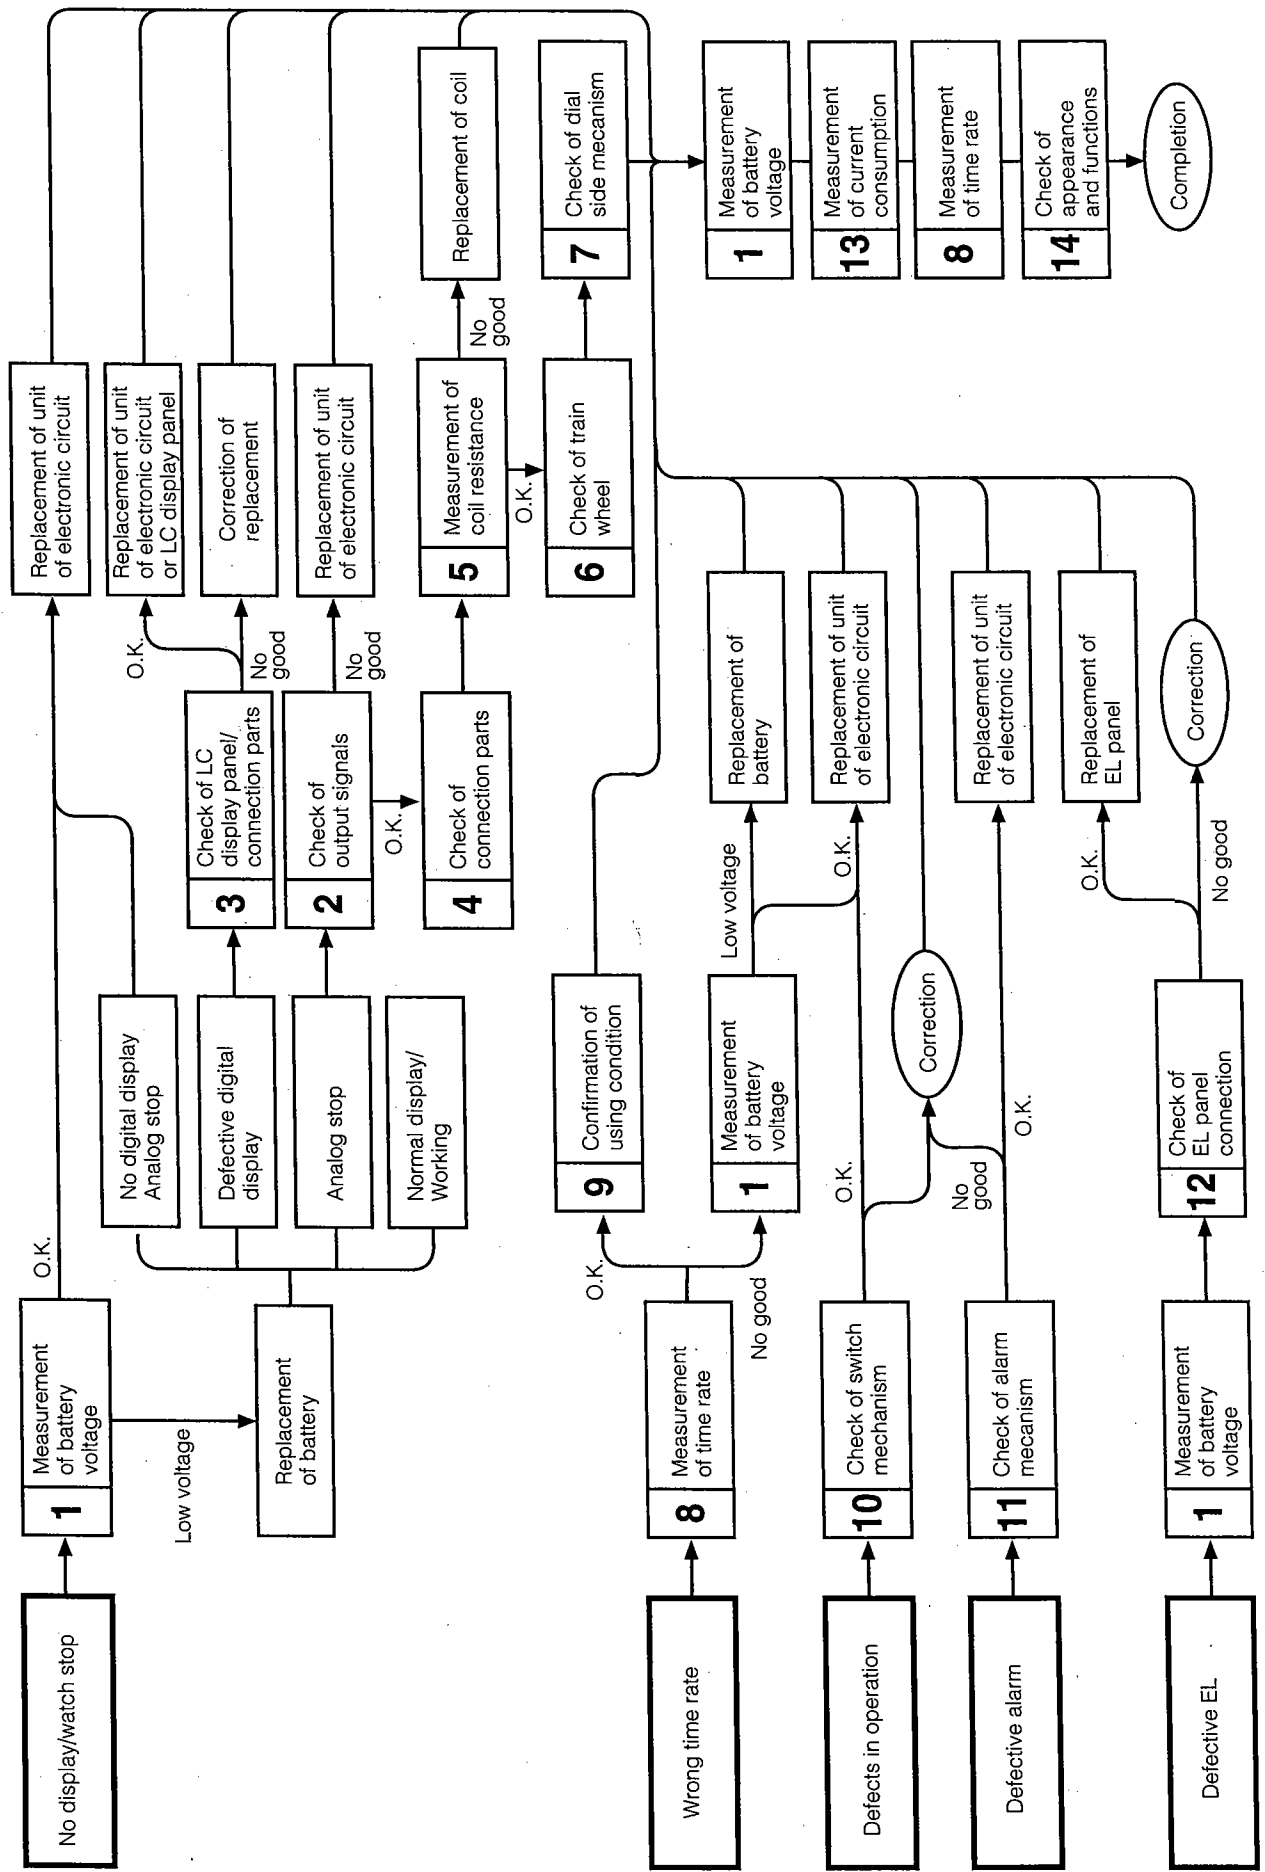 No display/watch stop
1
Measurement
of battery
voltage
O.K.
Low voltage
Replacement
of battery
No digital display
Analog stop
Defective digital
display
Analog stop
Normal display/
Working
3
Check of LC
display panel/
connection parts
2
Check of
output signals
O.K.
4
Check of
connection parts
O.K.
No
good
No
good
Replacement of unit
of electronic circuit
Replacement of unit
of electronic circuit
or LC display panel
Correction of
replacement
Replacement of unit
of electronic circuit
5
Measurement of
coil resistance
No
good
O.K.
6
Check of train
wheel
Replacement of coil
7
Check of dial
side mecanism
Wrong time rate
8
Measurement
of time rate
O.K.
No good
9
Confirmation of
using condition
1
Measurement
of battery
voltage
Low voltage
O.K.
Replacement of
battery
Replacement of unit
of electronic circuit
Defects in operation
10
Check of switch
mechanism
O.K.
No
good
Correction
Defective alarm
11
Check of alarm
mecanism
O.K.
Replacement of unit
of electronic circuit
Defective EL
1
Measurement
of battery
voltage
12
Check of
EL panel
connection
O.K.
No good
Replacement of
EL panel
Correction
1
Measurement
of battery
voltage
13
Measurement
of current
consumption
8
Measurement
of time rate
14
Check of
appearance
and functions
Completion